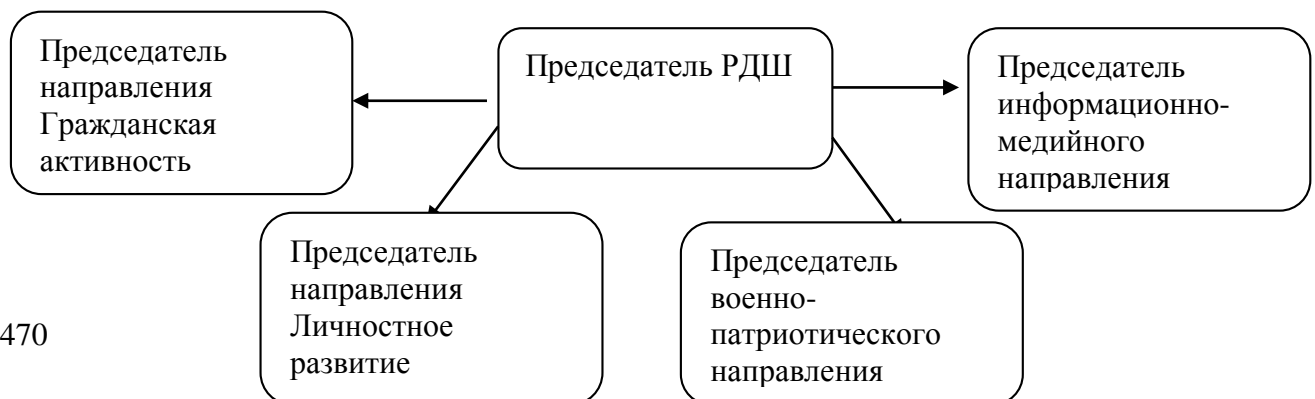 Председатель
направления
Гражданская
активность
Председатель РДШ
Председатель
информационно-
медийного
направления
Председатель
направления
Личностное
развитие
Председатель
военно-
патриотического
направления
470